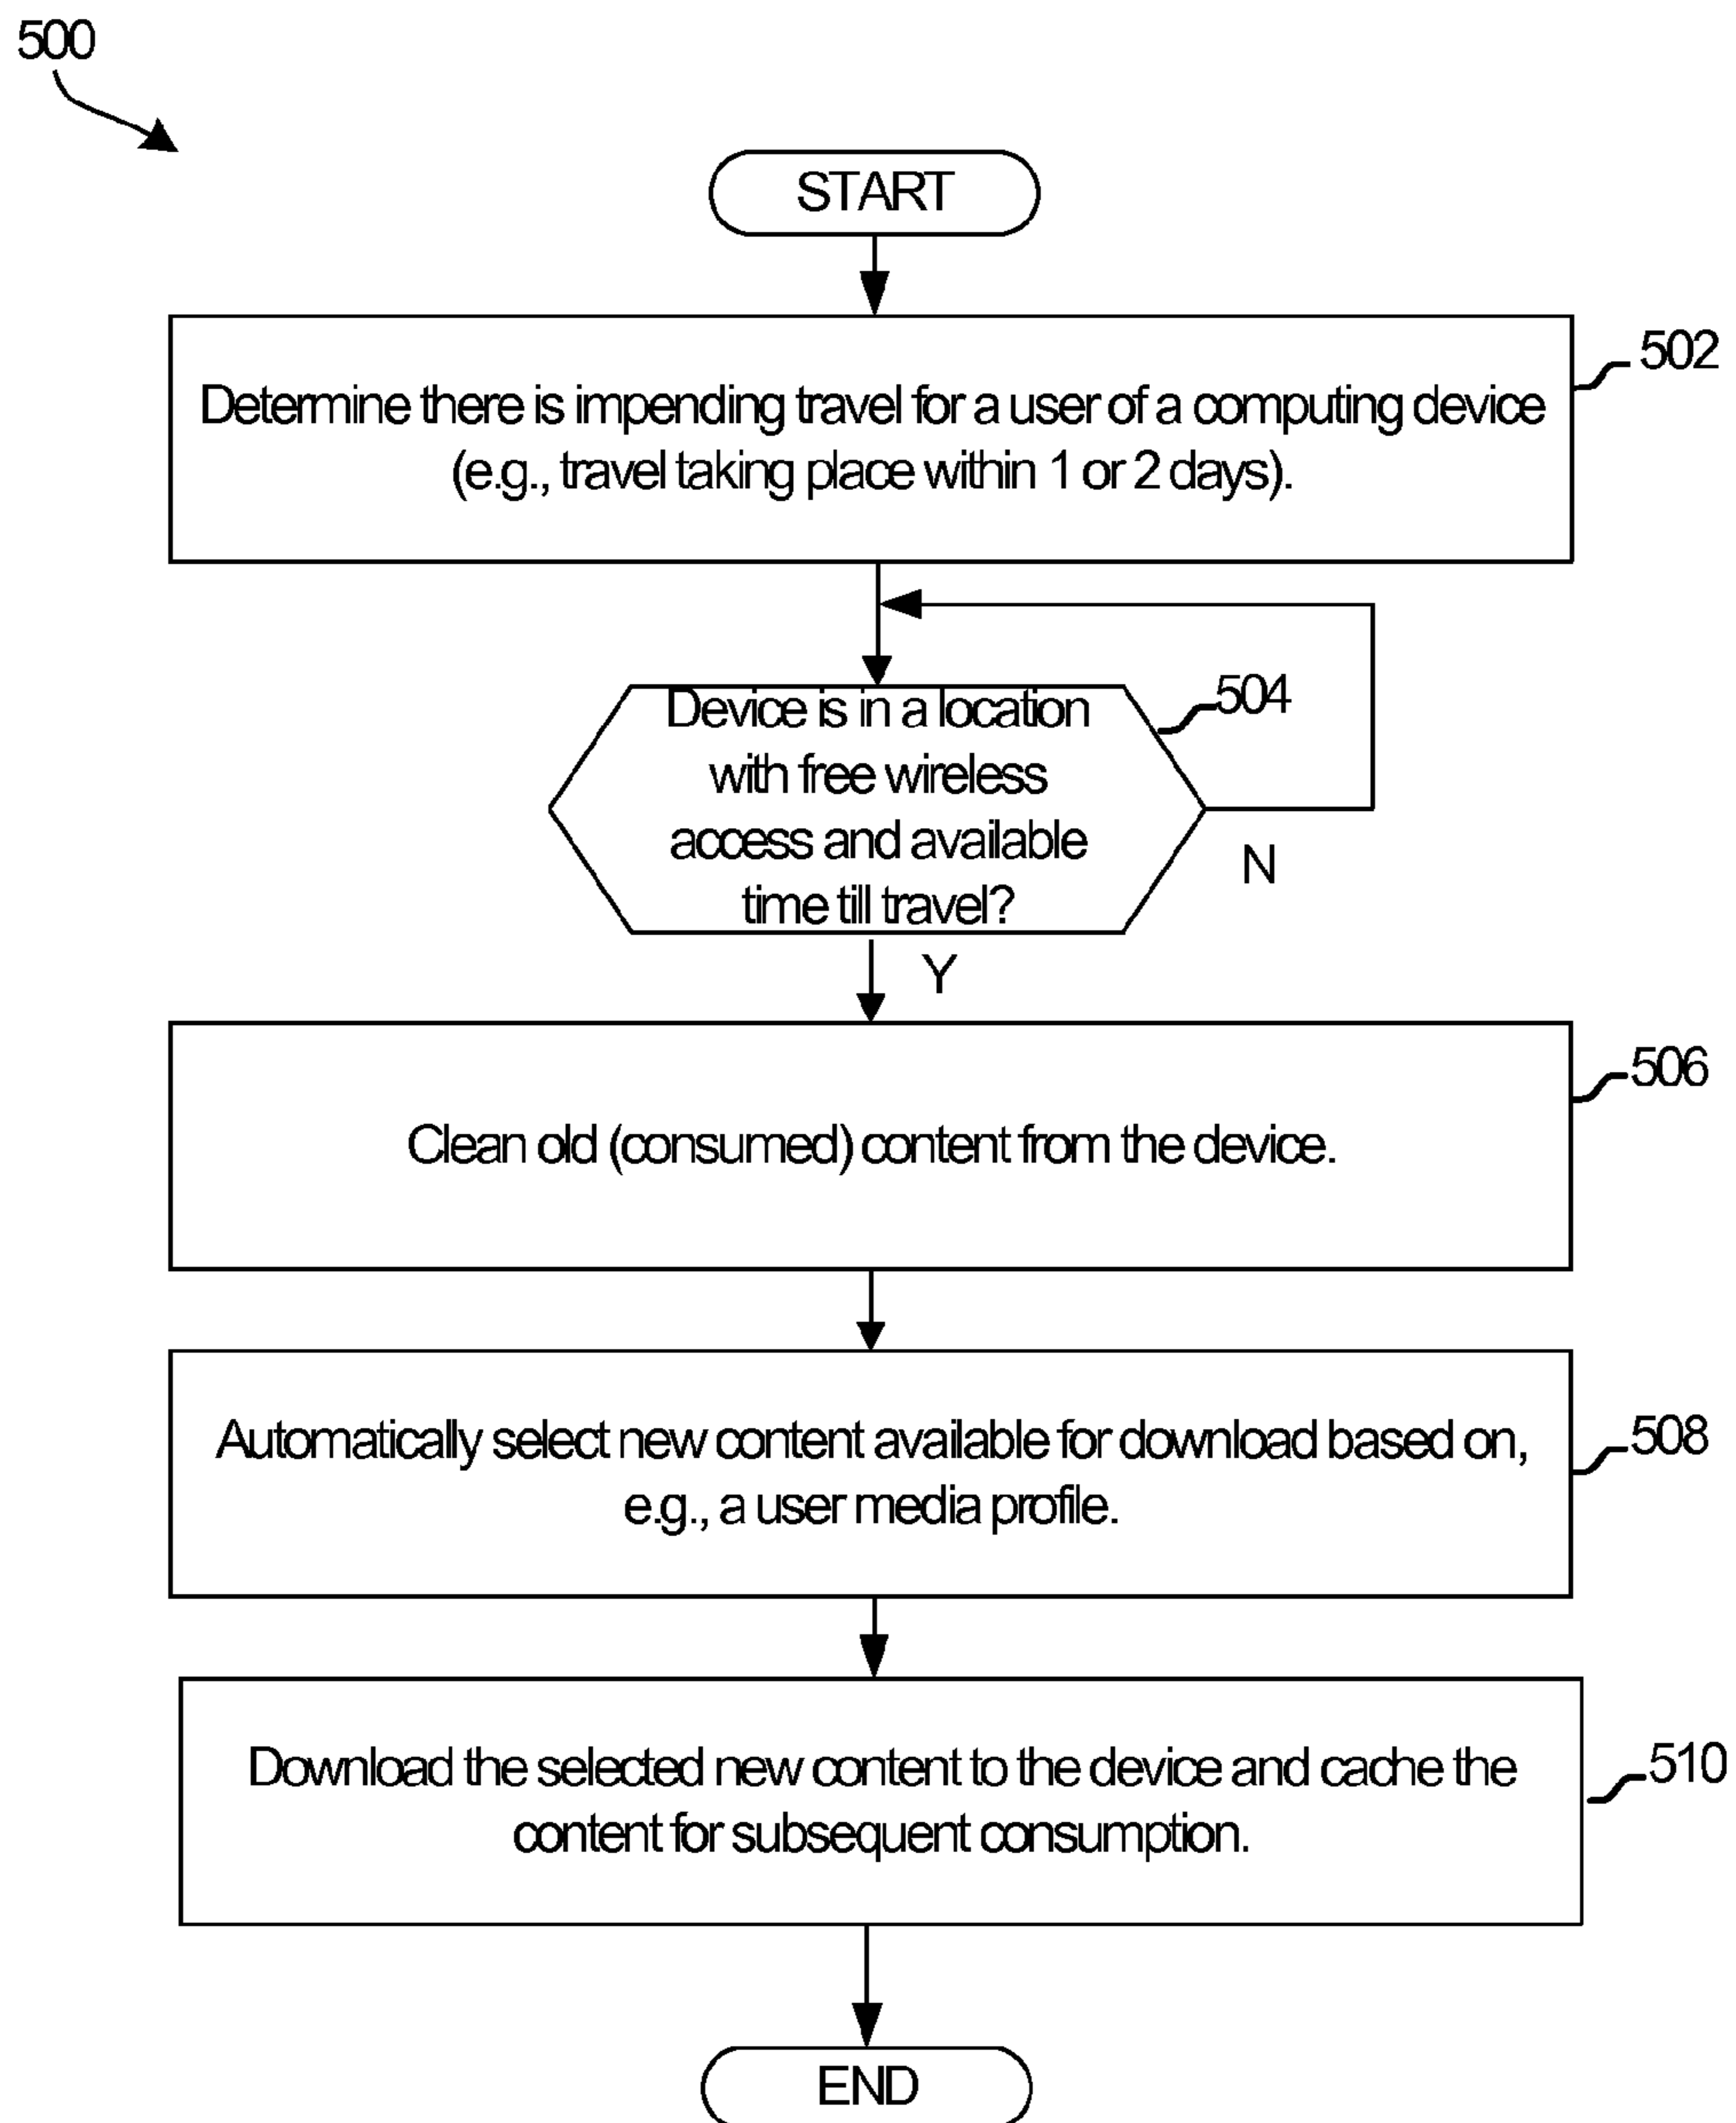 500
START
502
Determine there is impending travel for a user of a computing device
(e.g., travel taking place within 1 or 2 days).
504
Device is in a location
with free wireless
access and available
time till travel?
N
Y
506
Clean old (consumed) content from the device.
508
Automatically select new content available for download based on,
e.g., a user media profile.
510
Download the selected new content to the device and cache the
content for subsequent consumption.
END